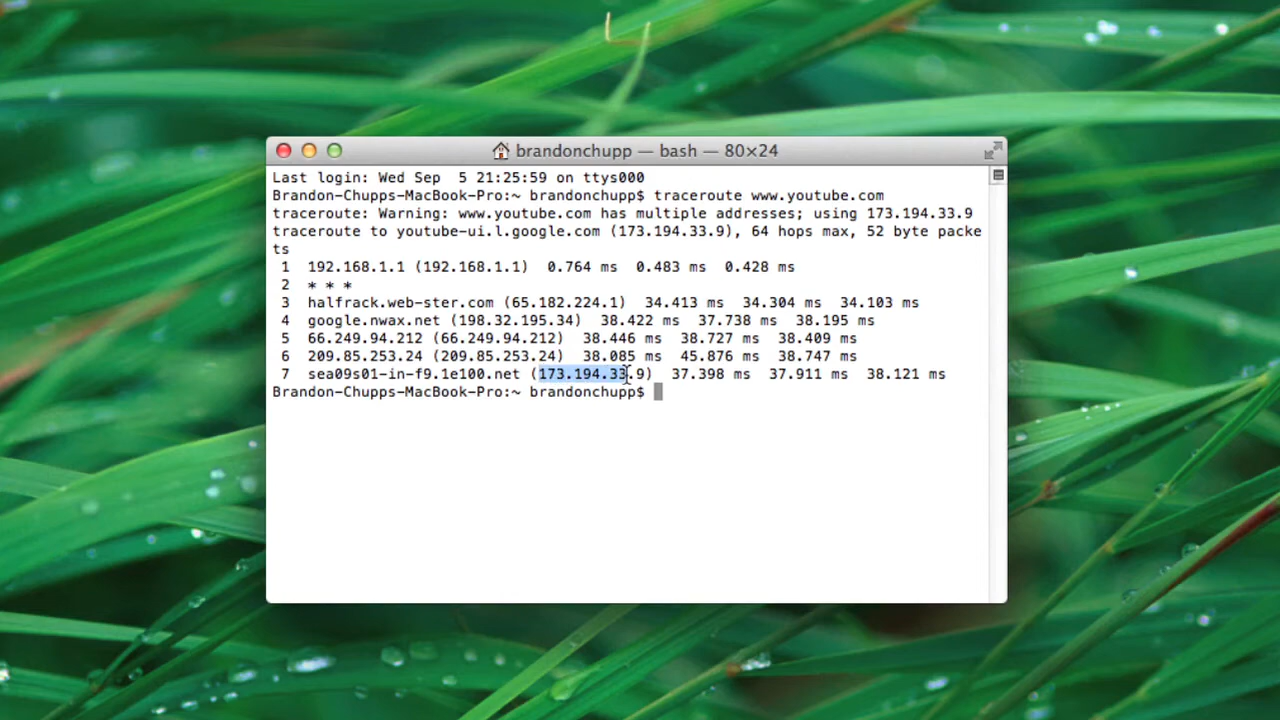 brandonchupp — bash — 80×24
Last login: Wed Sep  5 21:25:59 on ttys000
Brandon-Chupps-MacBook-Pro:~ brandonchupp$ traceroute www.youtube.com
traceroute: Warning: www.youtube.com has multiple addresses; using 173.194.33.9
traceroute to youtube-ui.l.google.com (173.194.33.9), 64 hops max, 52 byte packe
ts
 1  192.168.1.1 (192.168.1.1)  0.764 ms  0.483 ms  0.428 ms
 2  * * *
 3  halfrack.web-ster.com (65.182.224.1)  34.413 ms  34.304 ms  34.103 ms
 4  google.nwax.net (198.32.195.34)  38.422 ms  37.738 ms  38.195 ms
 5  66.249.94.212 (66.249.94.212)  38.446 ms  38.727 ms  38.409 ms
 6  209.85.253.24 (209.85.253.24)  38.085 ms  45.876 ms  38.747 ms
 7  sea09s01-in-f9.1e100.net (173.194.33.9)  37.398 ms  37.911 ms  38.121 ms
Brandon-Chupps-MacBook-Pro:~ brandonchupp$